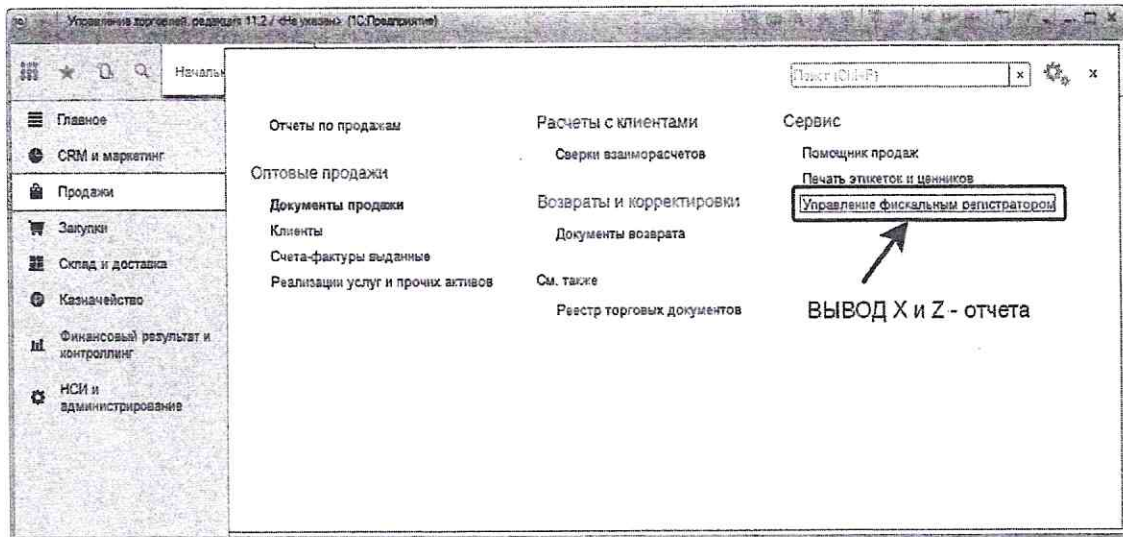 Управление торговлей, редакция 11.2 / <Не указан> (1С:Предприятие)
Началь
Поиск (Ctrl+F)
x
x
Главное
CRM и маркетинг
Продажи
Закупки
Склад и доставка
Казначейство
Финансовый результат и
контроллинг
НСИ и
администрирование
Отчеты по продажам
Оптовые продажи
Документы продажи
Клиенты
Счета-фактуры выданные
Реализации услуг и прочих активов
Расчеты с клиентами
Сверки взаиморасчетов
Возвраты и корректировки
Документы возврата
См. также
Реестр торговых документов
Сервис
Помощник продаж
Печать этикеток и ценников
Управление фискальным регистратором
ВЫВОД X и Z - отчета